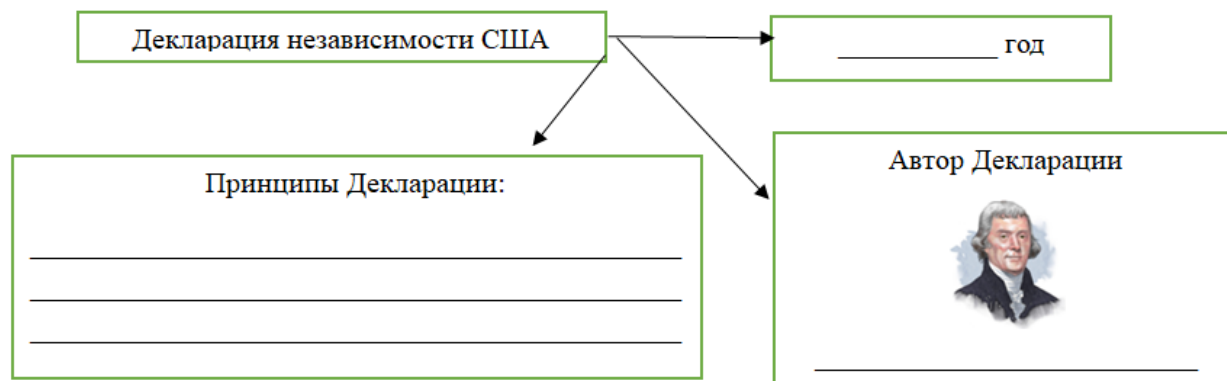 Декларация независимости США
____________ год
Принципы Декларации:
Автор Декларации